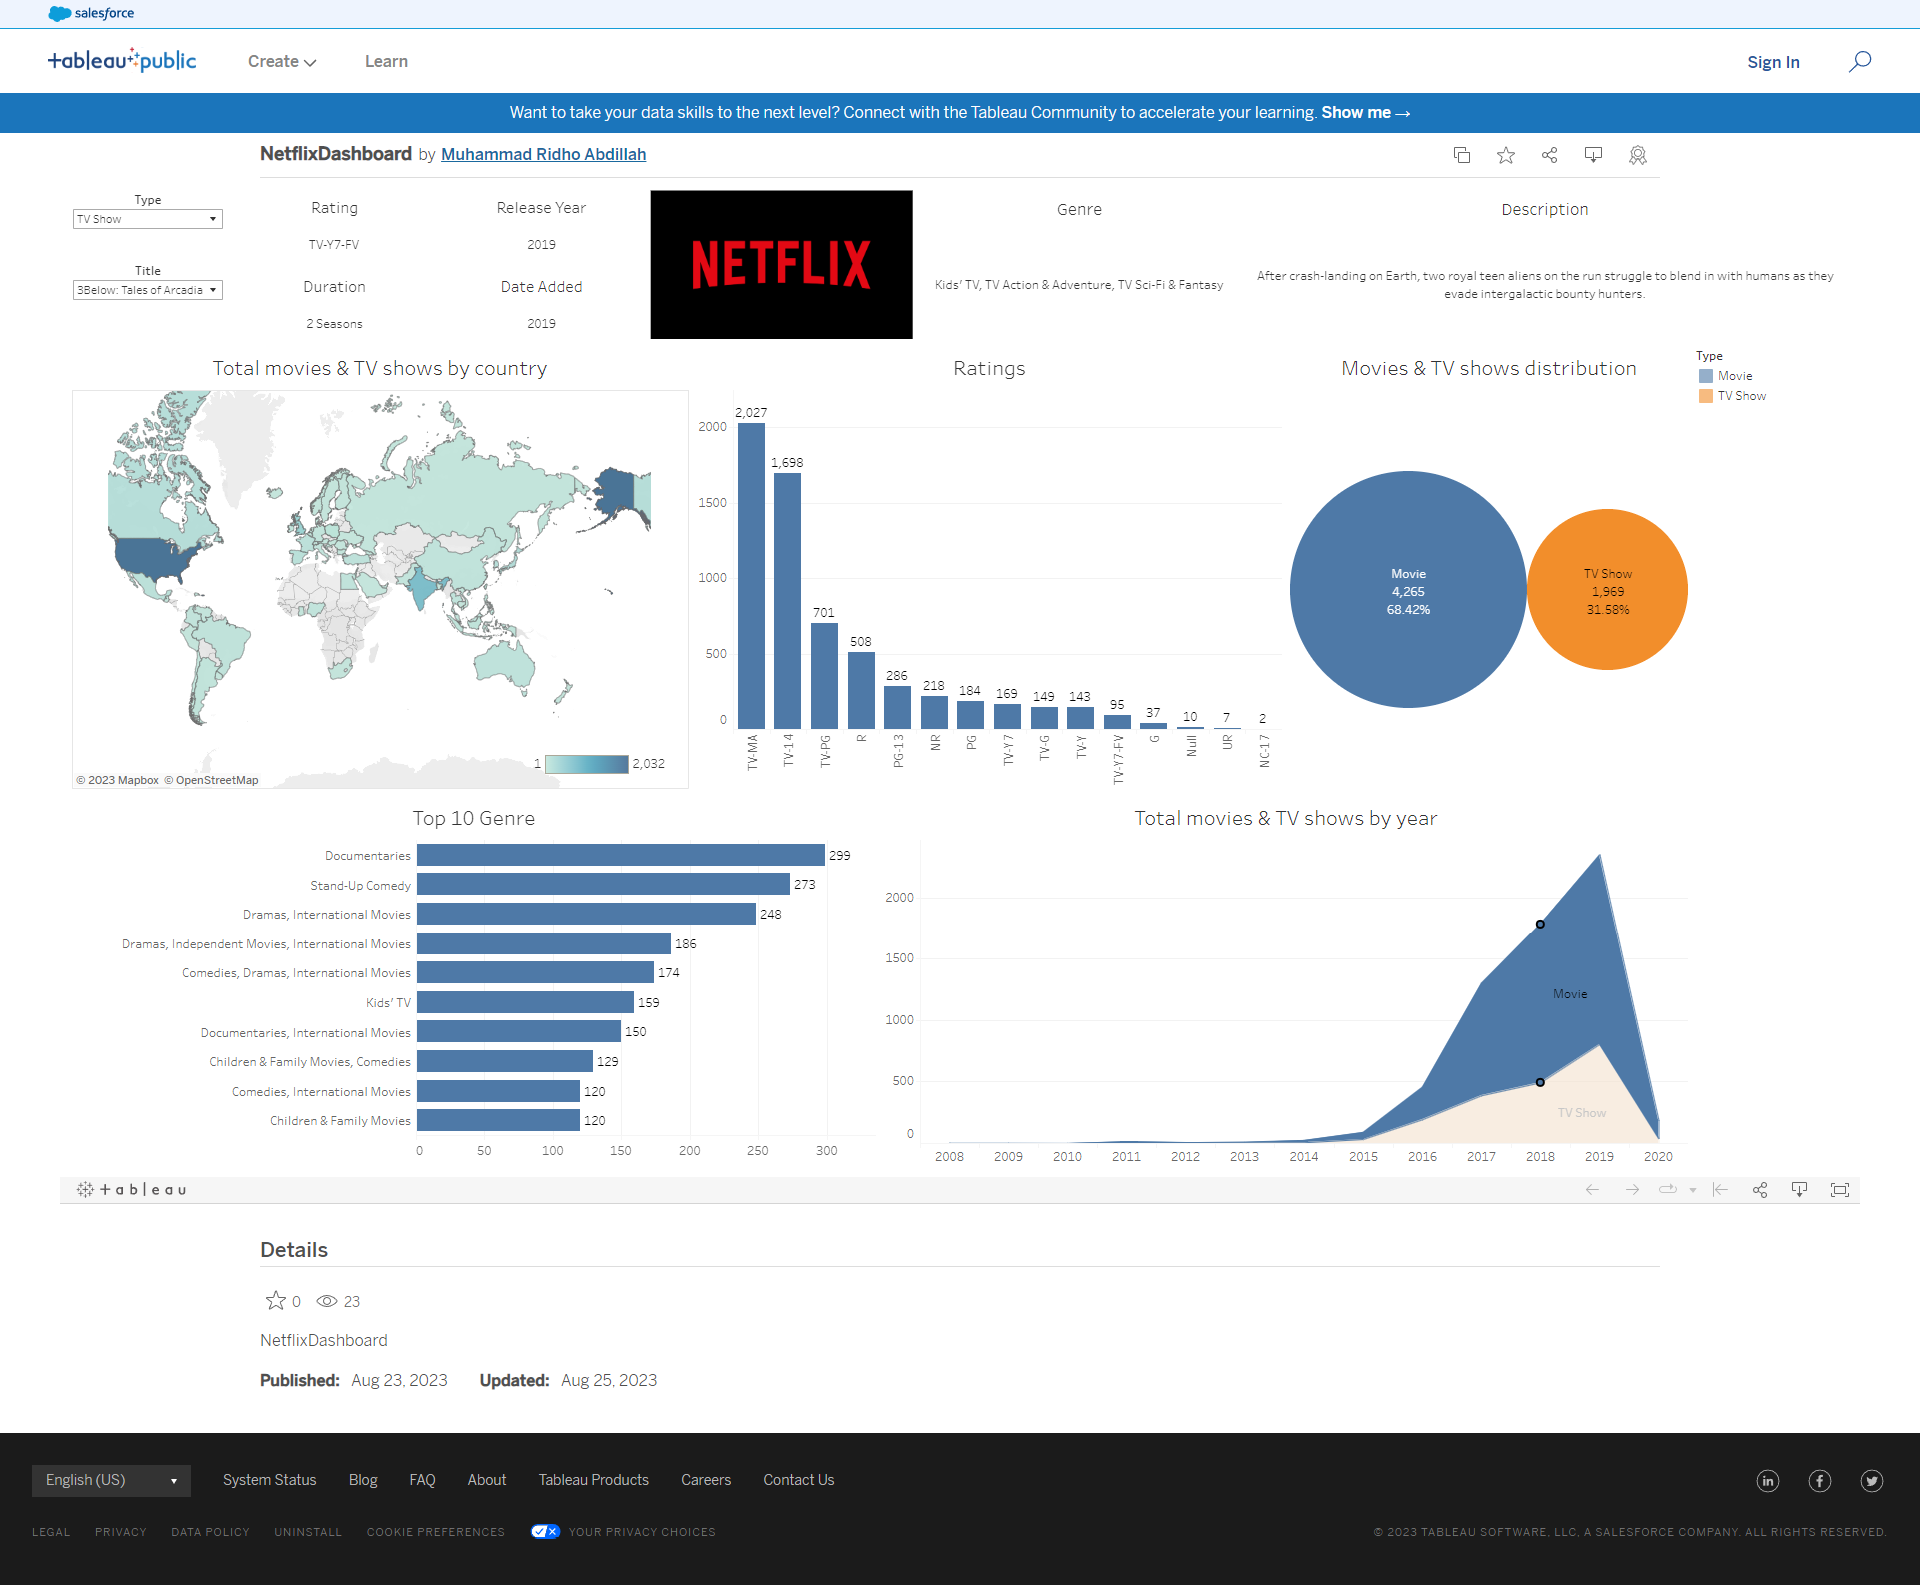 salesforce
tableau public
Create
Learn
Sign In
Want to take your data skills to the next level? Connect with the Tableau Community to accelerate your learning. Show me →
NetflixDashboard by Muhammad Ridho Abdillah
Type
TV Show
Title
3Below: Tales of Arcadia
Rating
TV-Y7-FV
Release Year
2019
Duration
2 Seasons
Date Added
2019
NETFLIX
Genre
Kids' TV, TV Action & Adventure, TV Sci-Fi & Fantasy
Description
After crash-landing on Earth, two royal teen aliens on the run struggle to blend in with humans as they
evade intergalactic bounty hunters.
Total movies & TV shows by country
1
2,032
© 2023 Mapbox © OpenStreetMap
Ratings
2000
1500
1000
500
0
2,027
1,698
701
508
286
218
184
169
149
143
95
37
10
7
2
TV-MA
TV-14
TV-PG
R
PG-13
NR
PG
TV-Y7
TV-G
TV-Y
TV-Y7-FV
G
Null
UR
NC-17
Movies & TV shows distribution
Movie
4,265
68.42%
TV Show
1,969
31.58%
Type
Movie
TV Show
Top 10 Genre
Documentaries 299
Stand-Up Comedy 273
Dramas, International Movies 248
Dramas, Independent Movies, International Movies 186
Comedies, Dramas, International Movies 174
Kids' TV 159
Documentaries, International Movies 150
Children & Family Movies, Comedies 129
Comedies, International Movies 120
Children & Family Movies 120
0 50 100 150 200 250 300
Total movies & TV shows by year
2000
1500
1000
500
0
Movie
TV Show
2008 2009 2010 2011 2012 2013 2014 2015 2016 2017 2018 2019 2020
tableau
Details
0
23
NetflixDashboard
Published: Aug 23, 2023 Updated: Aug 25, 2023
English (US)
System Status
Blog
FAQ
About
Tableau Products
Careers
Contact Us
LEGAL
PRIVACY
DATA POLICY
UNINSTALL
COOKIE PREFERENCES
YOUR PRIVACY CHOICES
© 2023 TABLEAU SOFTWARE, LLC, A SALESFORCE COMPANY. ALL RIGHTS RESERVED.